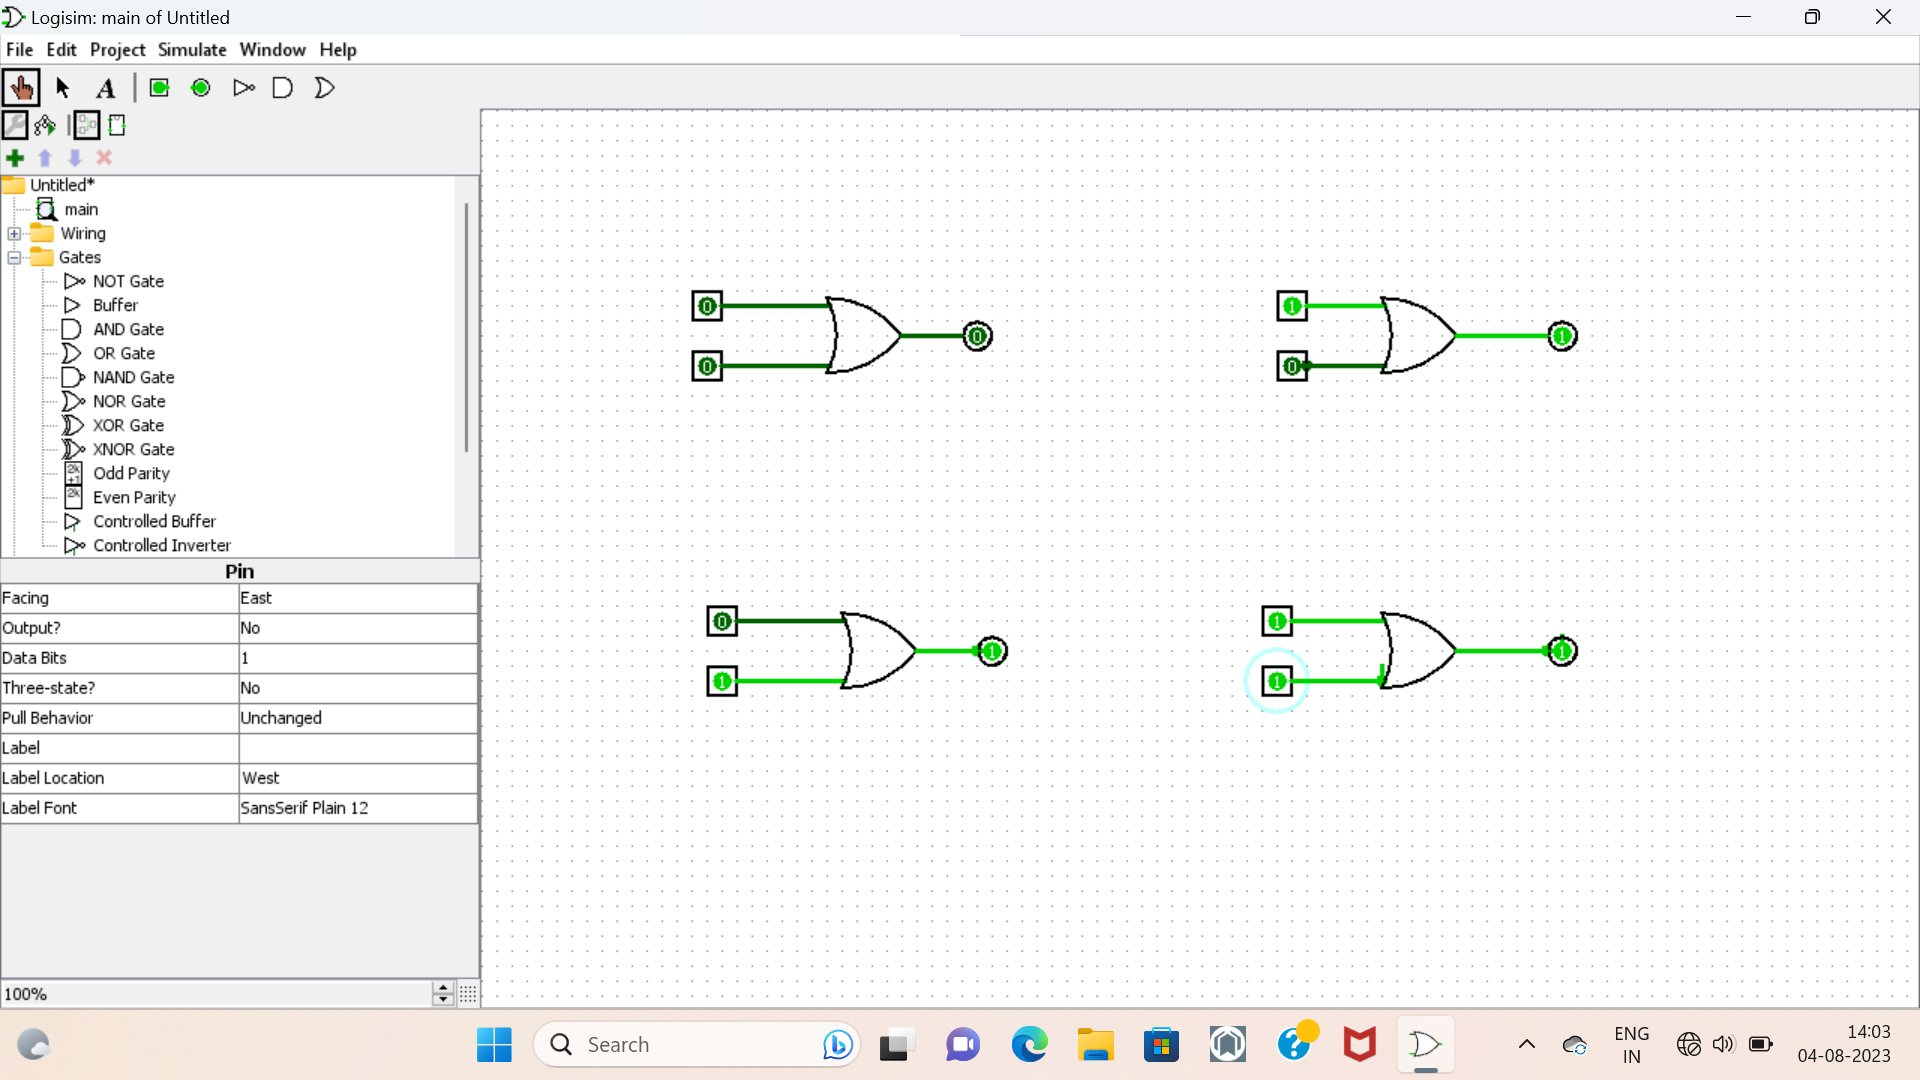 Logisim: main of Untitled
File Edit Project Simulate Window Help
A
Untitled*
main
Wiring
Gates
NOT Gate
Buffer
AND Gate
OR Gate
NAND Gate
NOR Gate
XOR Gate
XNOR Gate
2k+1 Odd Parity
2k Even Parity
Controlled Buffer
Controlled Inverter
Pin
Facing East
Output? No
Data Bits 1
Three-state? No
Pull Behavior Unchanged
Label
Label Location West
Label Font SansSerif Plain 12
100%
0 1
0 1
0 0
0 1
1 1
1 1
Search
ENG
IN
14:03
04-08-2023